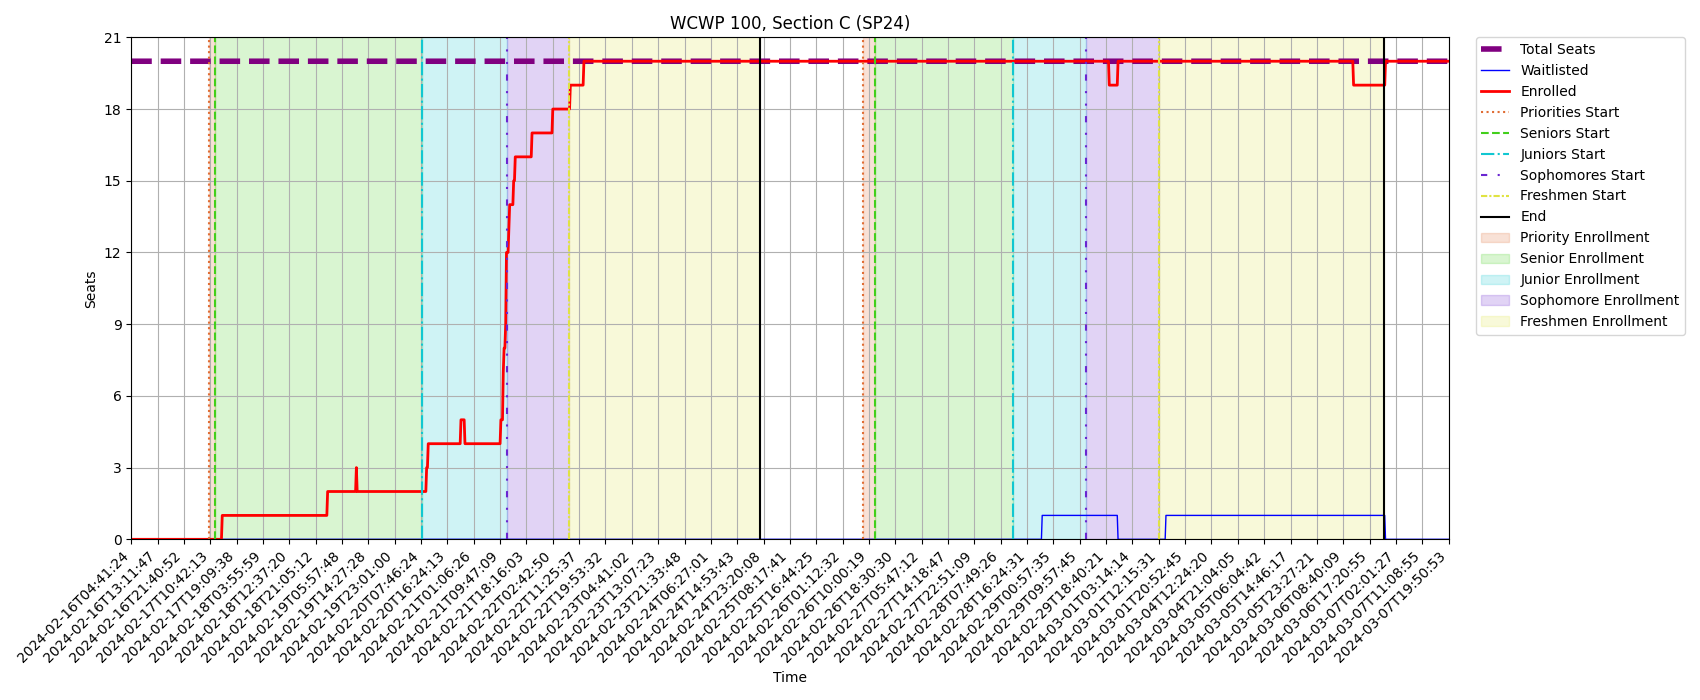 WCWP 100, Section C (SP24)
Seats
21
18
15
12
9
6
3
0
2024-02-16T04:41:24
2024-02-16T13:11:47
2024-02-16T21:40:52
2024-02-17T10:42:13
2024-02-17T19:09:38
2024-02-18T03:55:59
2024-02-18T12:37:20
2024-02-18T21:05:12
2024-02-19T05:57:48
2024-02-19T14:27:28
2024-02-19T23:01:00
2024-02-20T07:46:24
2024-02-20T16:24:13
2024-02-21T01:06:26
2024-02-21T09:47:09
2024-02-21T18:16:03
2024-02-22T02:42:50
2024-02-22T11:25:37
2024-02-22T19:53:32
2024-02-23T04:41:02
2024-02-23T13:07:23
2024-02-23T21:33:48
2024-02-24T06:27:01
2024-02-24T14:53:43
2024-02-24T23:20:08
2024-02-25T08:17:41
2024-02-25T16:44:25
2024-02-26T01:12:32
2024-02-26T10:00:19
2024-02-26T18:30:30
2024-02-27T05:47:12
2024-02-27T14:18:47
2024-02-27T22:51:09
2024-02-28T07:49:26
2024-02-28T16:24:31
2024-02-29T00:57:35
2024-02-29T09:57:45
2024-02-29T18:40:21
2024-03-01T03:14:14
2024-03-01T12:15:31
2024-03-01T20:52:45
2024-03-04T12:24:20
2024-03-04T21:04:05
2024-03-05T06:04:42
2024-03-05T14:46:17
2024-03-05T23:27:21
2024-03-06T08:40:09
2024-03-06T17:20:55
2024-03-07T02:01:27
2024-03-07T11:08:55
2024-03-07T19:50:53
Time
Total Seats
Waitlisted
Enrolled
Priorities Start
Seniors Start
Juniors Start
Sophomores Start
Freshmen Start
End
Priority Enrollment
Senior Enrollment
Junior Enrollment
Sophomore Enrollment
Freshmen Enrollment